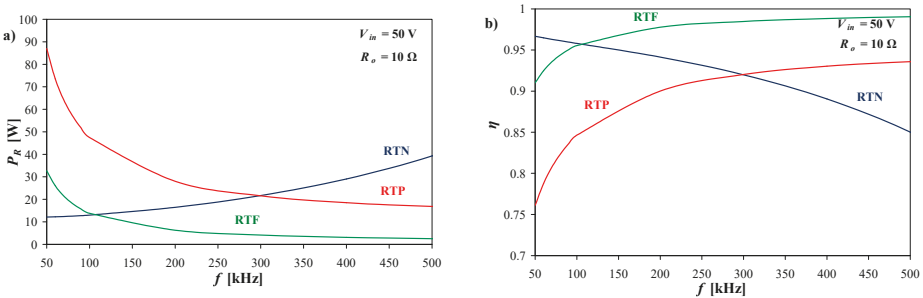 a)
P_R [W]
100
90
80
70
60
50
40
30
20
10
0
V_in = 50 V
R_o = 10 Ω
RTN
RTP
RTF
50 100 150 200 250 300 350 400 450 500
f [kHz]
b)
η
1
0.95
0.9
0.85
0.8
0.75
0.7
RTF
V_in = 50 V
R_o = 10 Ω
RTP
RTN
50 100 150 200 250 300 350 400 450 500
f [kHz]